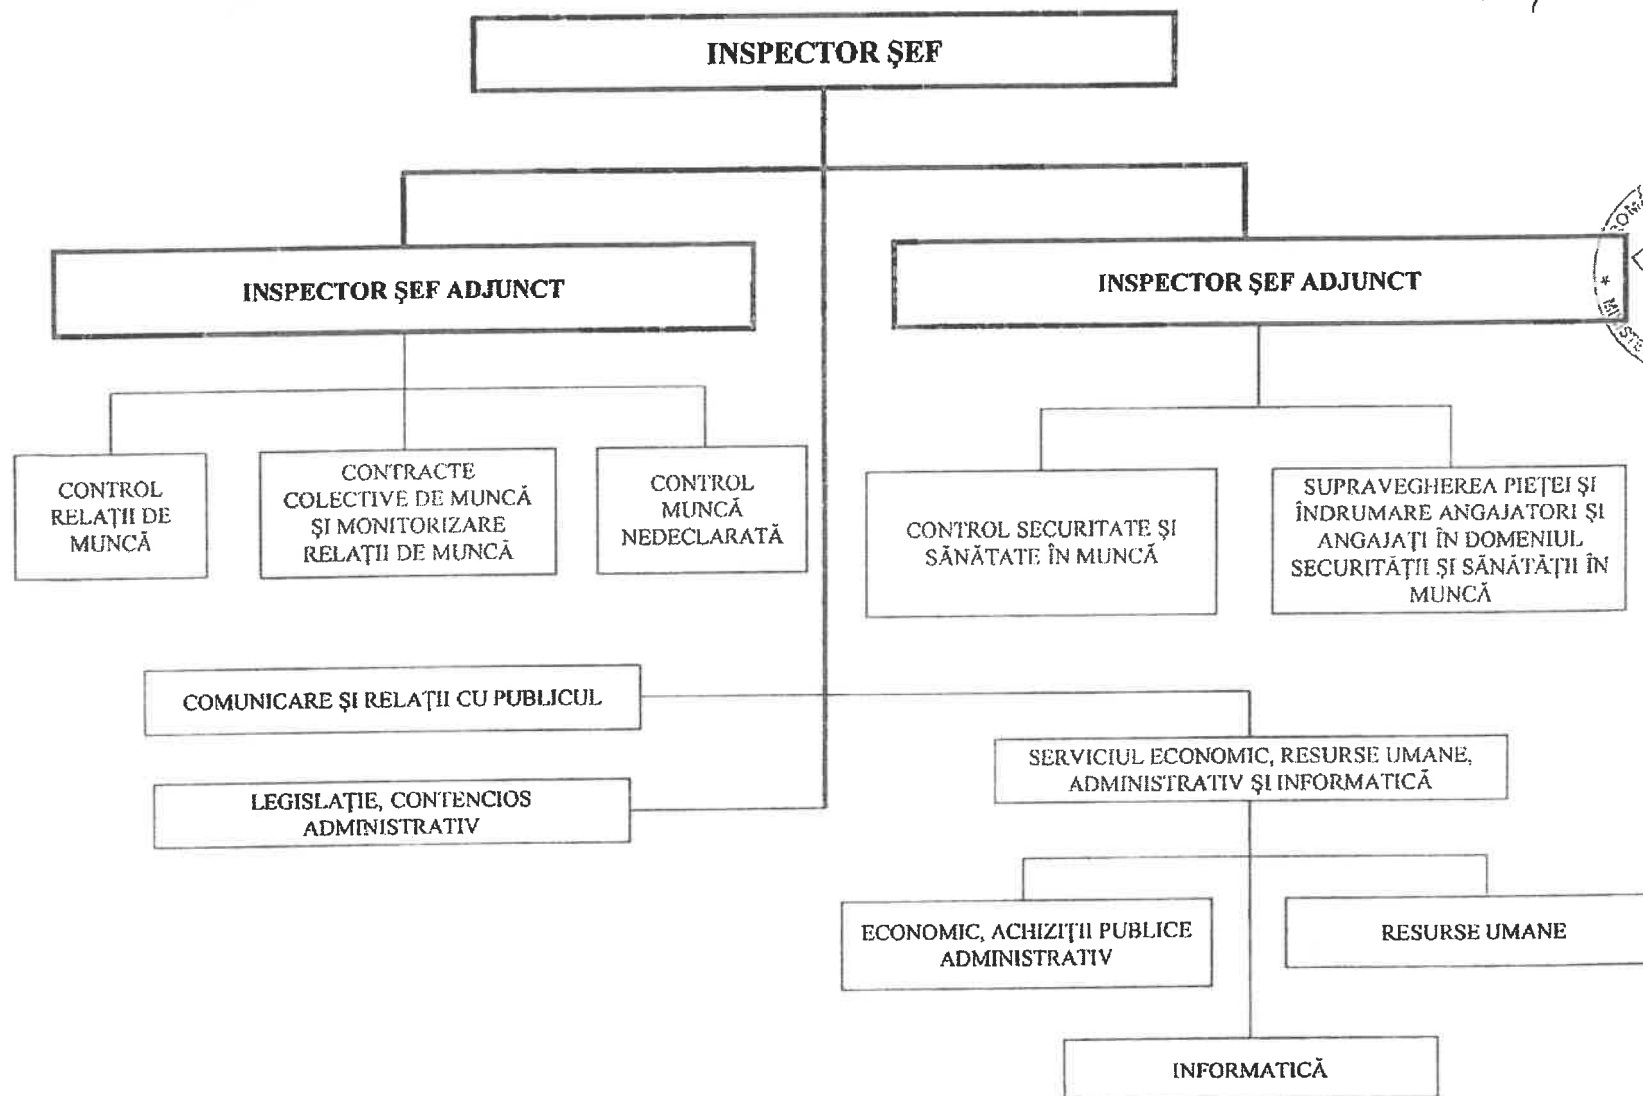 INSPECTOR ŞEF
INSPECTOR ŞEF ADJUNCT
INSPECTOR ŞEF ADJUNCT
CONTROL
RELAŢII DE
MUNCĂ
CONTRACTE
COLECTIVE DE MUNCĂ
ŞI MONITORIZARE
RELAŢII DE MUNCĂ
CONTROL
MUNCĂ
NEDECLARATĂ
CONTROL SECURITATE ŞI
SĂNĂTATE ÎN MUNCĂ
SUPRAVEGHEREA PIEŢEI ŞI
ÎNDRUMARE ANGAJATORI ŞI
ANGAJAŢI ÎN DOMENIUL
SECURITĂŢII ŞI SĂNĂTĂŢII ÎN
MUNCĂ
COMUNICARE ŞI RELAŢII CU PUBLICUL
SERVICIUL ECONOMIC, RESURSE UMANE,
ADMINISTRATIV ŞI INFORMATICĂ
LEGISLAŢIE, CONTENCIOS
ADMINISTRATIV
ECONOMIC, ACHIZIŢII PUBLICE
ADMINISTRATIV
RESURSE UMANE
INFORMATICĂ